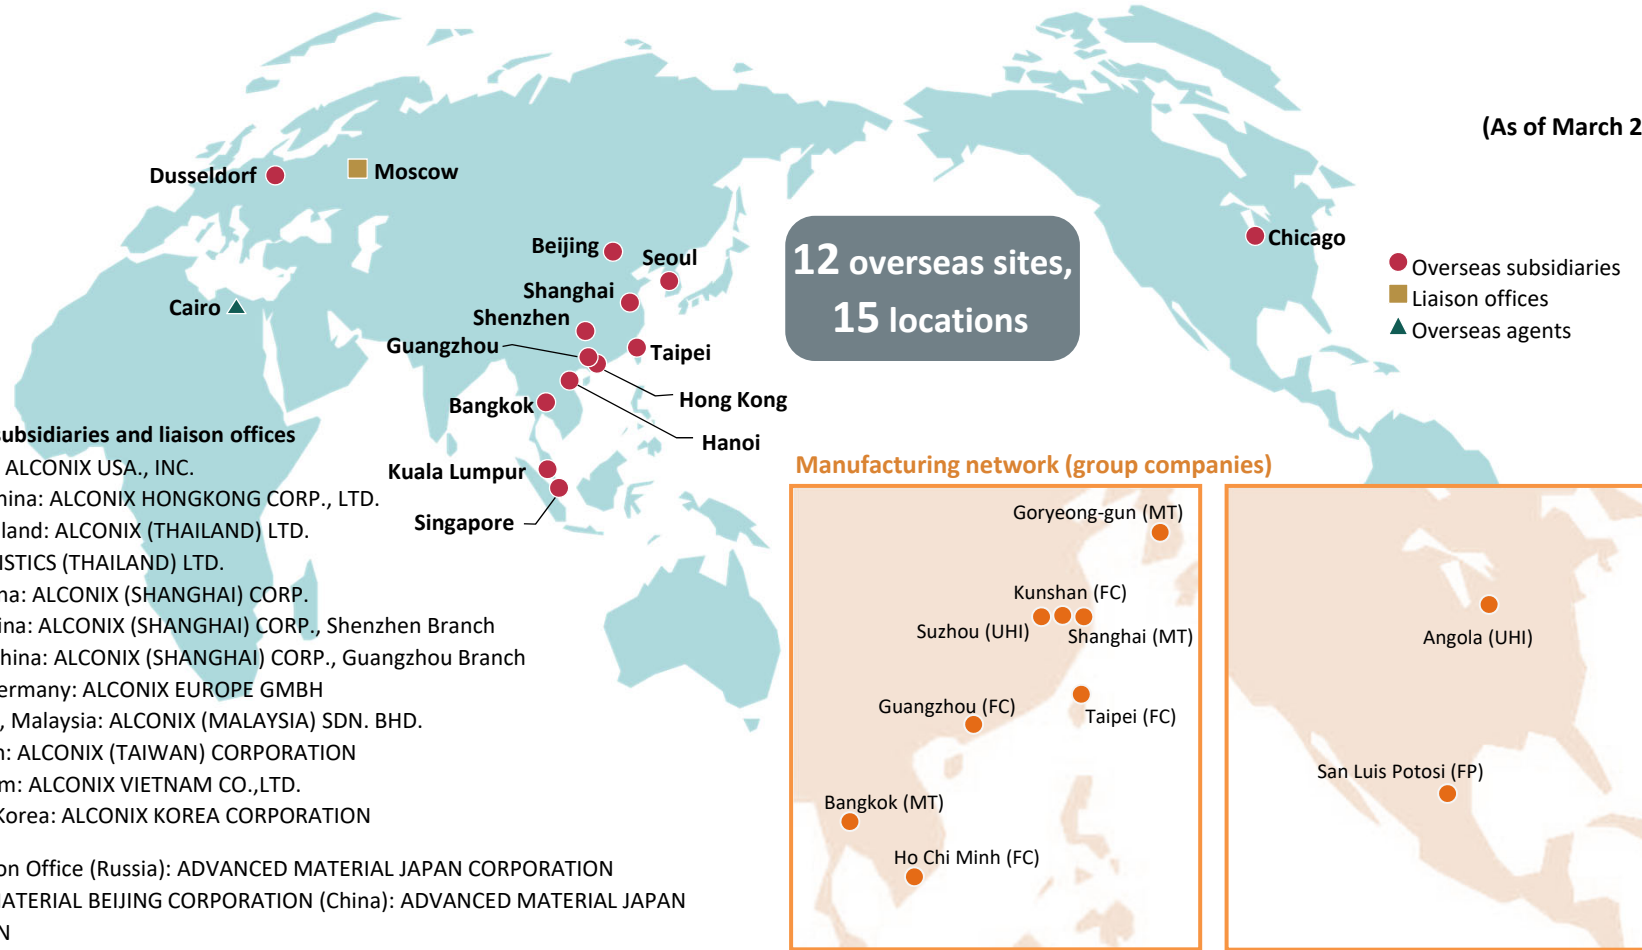 (As of March 2
Dusseldorf
Moscow
Beijing
Seoul
Shanghai
Shenzhen
Cairo
Guangzhou
Taipei
Hong Kong
Bangkok
Hanoi
Kuala Lumpur
Singapore
12 overseas sites,
15 locations
Chicago
Overseas subsidiaries
Liaison offices
Overseas agents
subsidiaries and liaison offices
ALCONIX USA., INC.
hina: ALCONIX HONGKONG CORP., LTD.
land: ALCONIX (THAILAND) LTD.
ISTICS (THAILAND) LTD.
na: ALCONIX (SHANGHAI) CORP.
ina: ALCONIX (SHANGHAI) CORP., Shenzhen Branch
hina: ALCONIX (SHANGHAI) CORP., Guangzhou Branch
ermany: ALCONIX EUROPE GMBH
, Malaysia: ALCONIX (MALAYSIA) SDN. BHD.
n: ALCONIX (TAIWAN) CORPORATION
m: ALCONIX VIETNAM CO.,LTD.
Korea: ALCONIX KOREA CORPORATION
on Office (Russia): ADVANCED MATERIAL JAPAN CORPORATION
MATERIAL BEIJING CORPORATION (China): ADVANCED MATERIAL JAPAN
N
Manufacturing network (group companies)
Goryeong-gun (MT)
Kunshan (FC)
Suzhou (UHI)
Shanghai (MT)
Guangzhou (FC)
Taipei (FC)
Bangkok (MT)
Ho Chi Minh (FC)
Angola (UHI)
San Luis Potosi (FP)